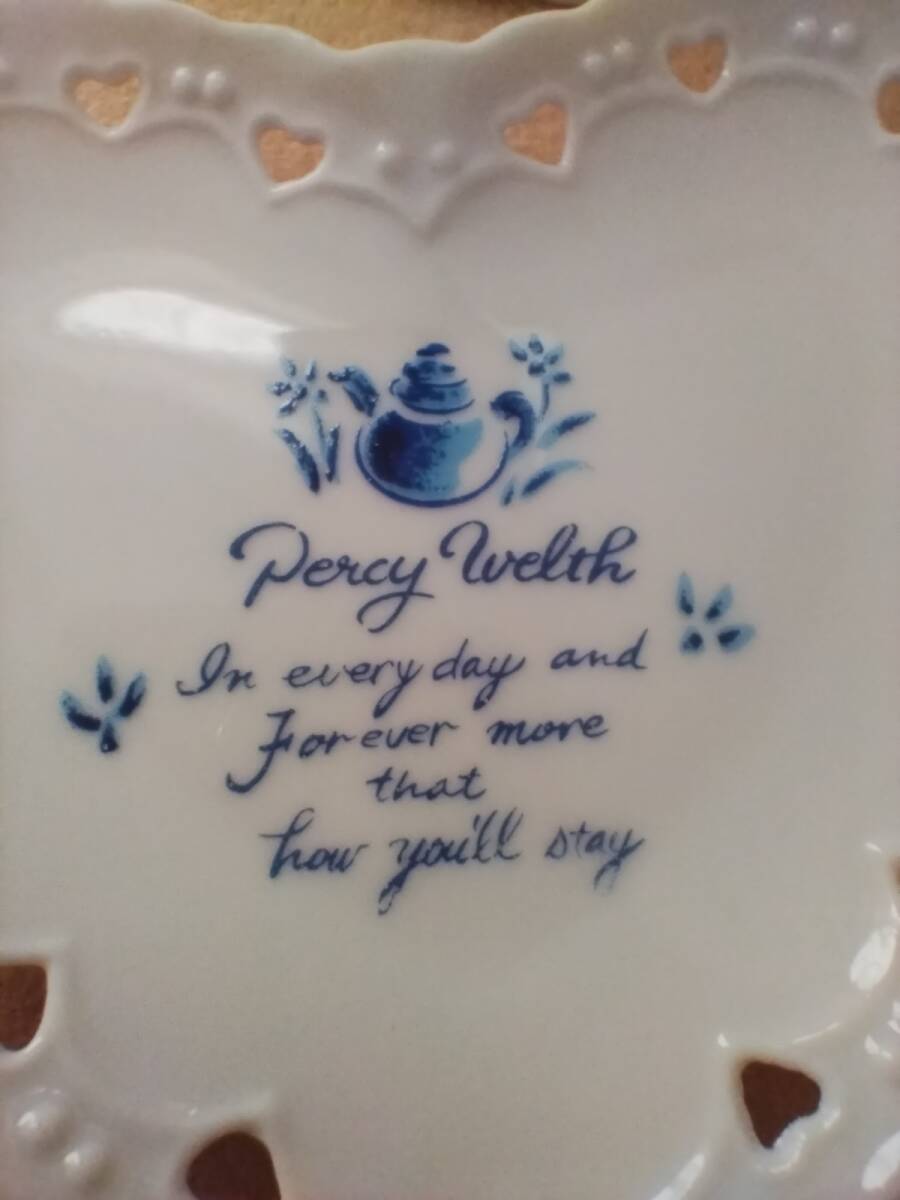 Percy Welth
In every day and
Forever more
that
how you'll stay